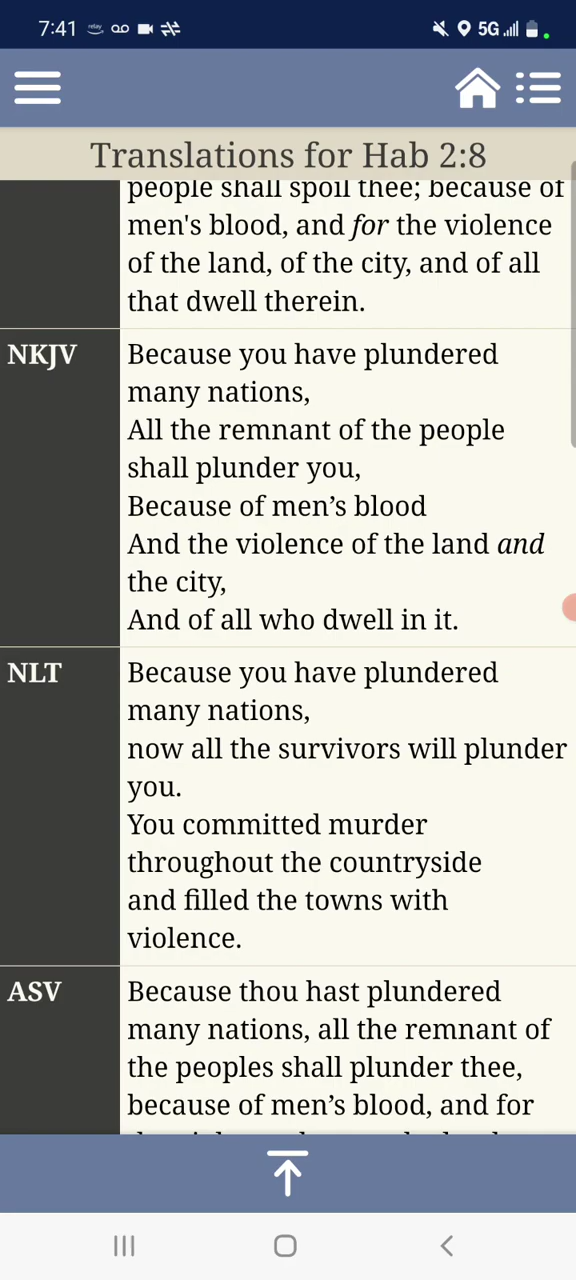 7:41
relay
5G
Translations for Hab 2:8
people shall spoil thee; because of
men's blood, and for the violence
of the land, of the city, and of all
that dwell therein.
NKJV
Because you have plundered
many nations,
All the remnant of the people
shall plunder you,
Because of men’s blood
And the violence of the land and
the city,
And of all who dwell in it.
NLT
Because you have plundered
many nations,
now all the survivors will plunder
you.
You committed murder
throughout the countryside
and filled the towns with
violence.
ASV
Because thou hast plundered
many nations, all the remnant of
the peoples shall plunder thee,
because of men’s blood, and for